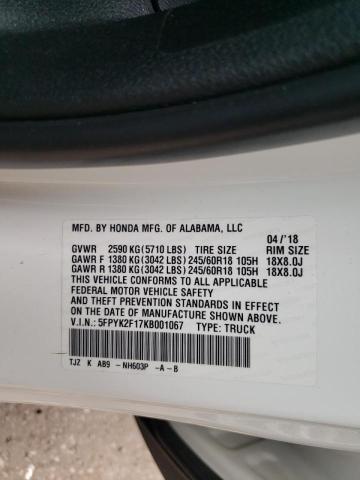 MFD. BY HONDA MFG. OF ALABAMA, LLC 04/'18
GVWR 2590 KG(5710 LBS) TIRE SIZE RIM SIZE
GAWR F 1380 KG(3042 LBS) 245/60R18 105H 18X8.0J
GAWR R 1380 KG(3042 LBS) 245/60R18 105H 18X8.0J
THIS VEHICLE CONFORMS TO ALL APPLICABLE
FEDERAL MOTOR VEHICLE SAFETY
AND THEFT PREVENTION STANDARDS IN EFFECT
ON THE DATE OF MANUFACTURE SHOWN ABOVE.
V.I.N.: 5FPYK2F17KB001067 TYPE: TRUCK
TJZ K AB9 -NH603P -A-B